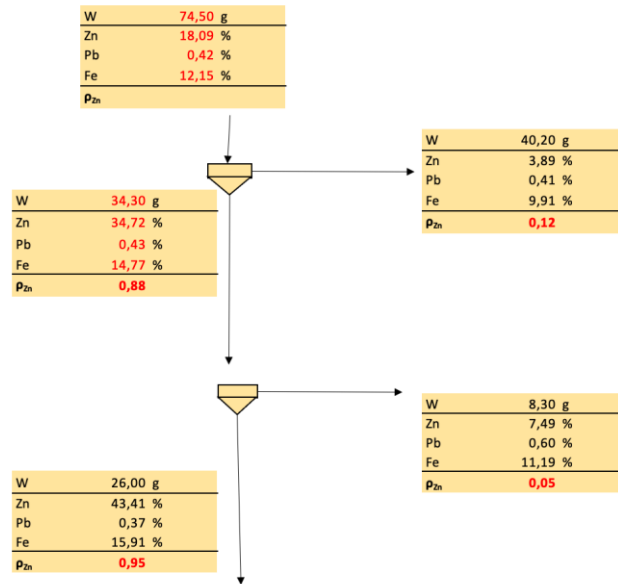 W 74,50 g
Zn 18,09 %
Pb 0,42 %
Fe 12,15 %
ρZn
W 40,20 g
Zn 3,89 %
Pb 0,41 %
Fe 9,91 %
ρZn 0,12
W 34,30 g
Zn 34,72 %
Pb 0,43 %
Fe 14,77 %
ρZn 0,88
W 8,30 g
Zn 7,49 %
Pb 0,60 %
Fe 11,19 %
ρZn 0,05
W 26,00 g
Zn 43,41 %
Pb 0,37 %
Fe 15,91 %
ρZn 0,95